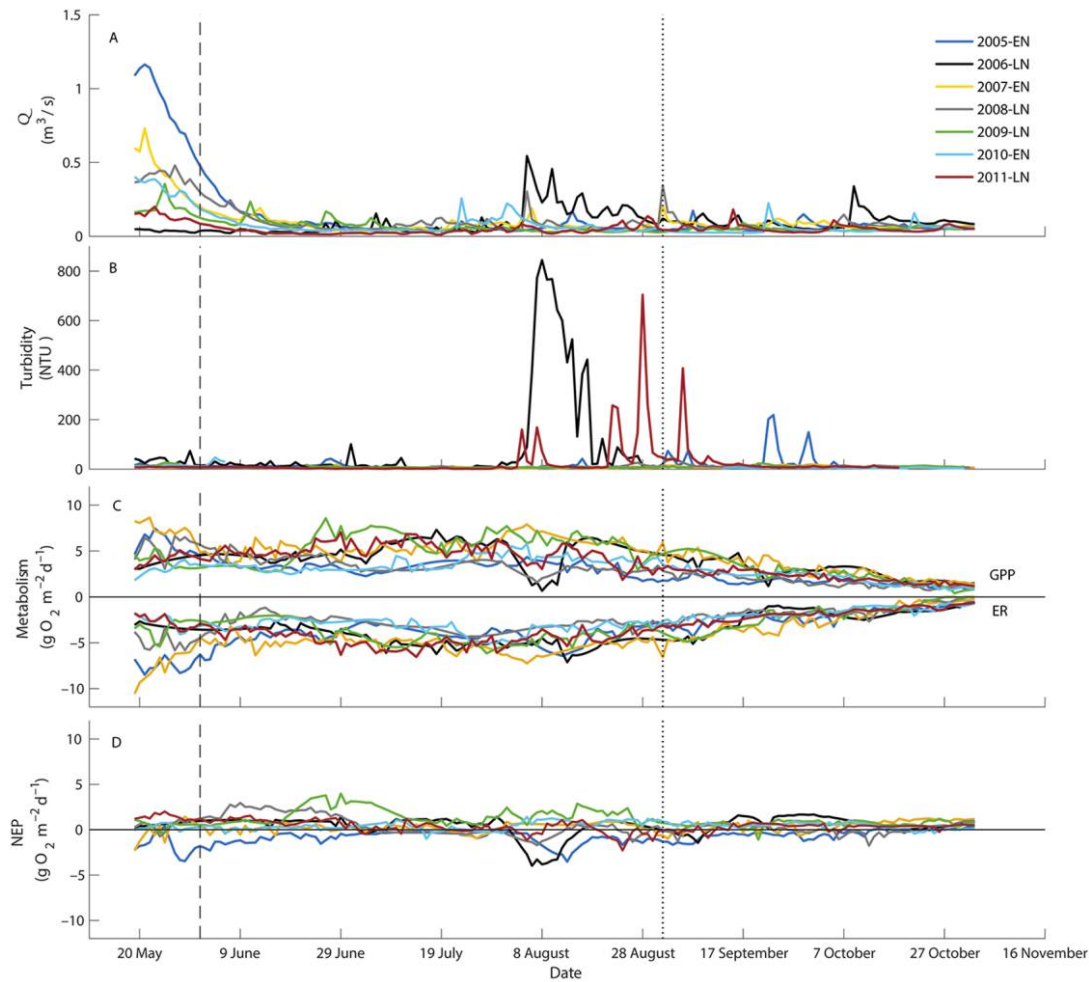 A
1.5
1
0.5
0
Q
(m³ / s)
2005-EN
2006-LN
2007-EN
2008-LN
2009-LN
2010-EN
2011-LN
B
800
600
400
200
0
Turbidity
(NTU )
C
10
5
0
−5
−10
Metabolism
(g O₂ m⁻² d⁻¹)
GPP
ER
D
10
5
0
−5
−10
NEP
(g O₂ m⁻² d⁻¹)
20 May 9 June 29 June 19 July 8 August 28 August 17 September 7 October 27 October 16 November
Date